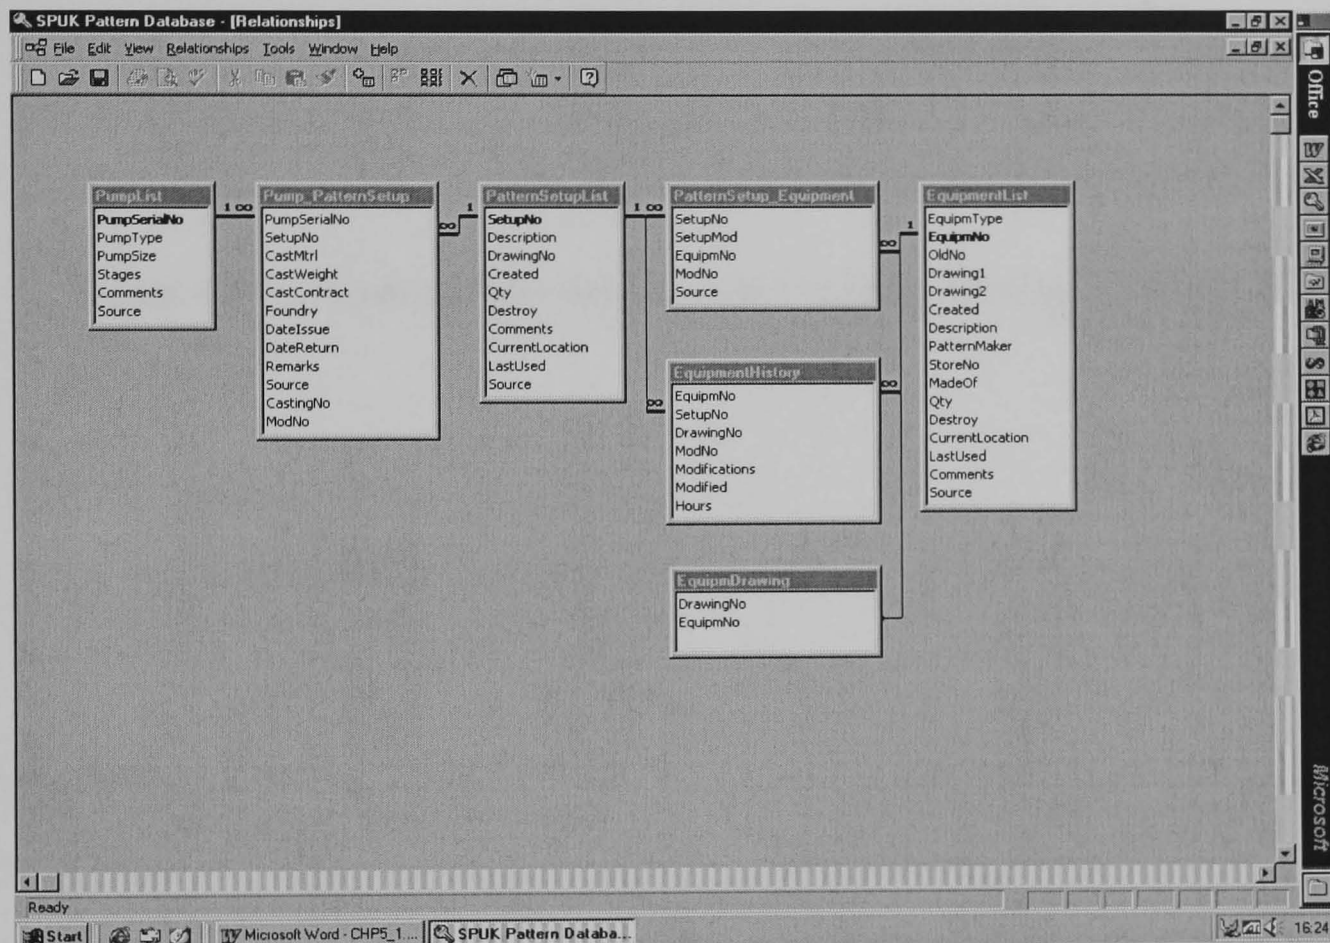 SPUK Pattern Database - [Relationships]
File Edit View Relationships Tools Window Help
Office
PumpList
PumpSerialNo
PumpType
PumpSize
Stages
Comments
Source
1 ∞
Pump_PatternSetup
PumpSerialNo
SetupNo
CastMtrl
CastWeight
CastContract
Foundry
DateIssue
DateReturn
Remarks
Source
CastingNo
ModNo
∞ 1
PatternSetupList
SetupNo
Description
DrawingNo
Created
Qty
Destroy
Comments
CurrentLocation
LastUsed
Source
1 ∞
∞
PatternSetup_Equipment
SetupNo
SetupMod
EquipmNo
ModNo
Source
∞ 1
EquipmentHistory
EquipmNo
SetupNo
DrawingNo
ModNo
Modifications
Modified
Hours
∞
EquipmDrawing
DrawingNo
EquipmNo
EquipmentList
EquipmType
EquipmNo
OldNo
Drawing1
Drawing2
Created
Description
PatternMaker
StoreNo
MadeOf
Qty
Destroy
CurrentLocation
LastUsed
Comments
Source
Microsoft
Ready
Start Microsoft Word - CHP5_1.... SPUK Pattern Databa... 16:24